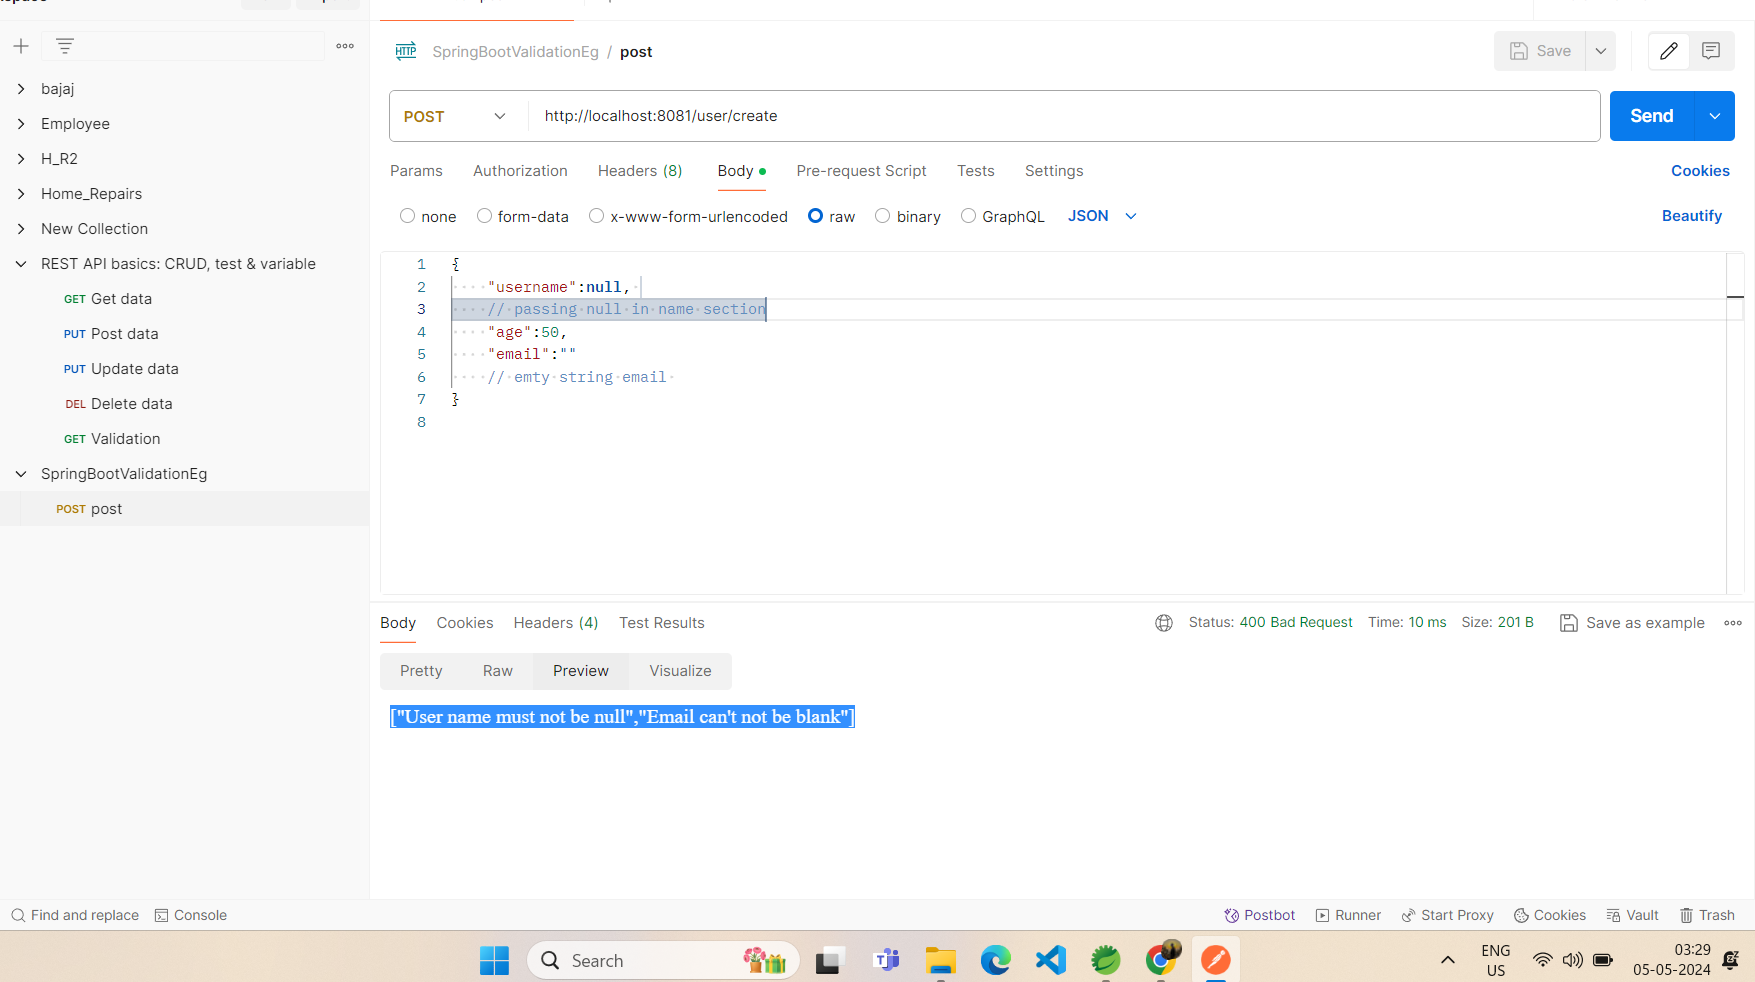 SpringBootValidationEg / post
Save
bajaj
Employee
H_R2
Home_Repairs
New Collection
REST API basics: CRUD, test & variable
GET Get data
PUT Post data
PUT Update data
DEL Delete data
GET Validation
SpringBootValidationEg
POST post
POST http://localhost:8081/user/create Send
Params Authorization Headers (8) Body Pre-request Script Tests Settings Cookies
none form-data x-www-form-urlencoded raw binary GraphQL JSON Beautify
1 {
2 "username":null,
3 // passing null in name section
4 "age":50,
5 "email":""
6 // emty string email
7 }
8
Body Cookies Headers (4) Test Results Status: 400 Bad Request Time: 10 ms Size: 201 B Save as example
Pretty Raw Preview Visualize
["User name must not be null","Email can't not be blank"]
Find and replace Console Postbot Runner Start Proxy Cookies Vault Trash
Search ENG US 03:29
05-05-2024